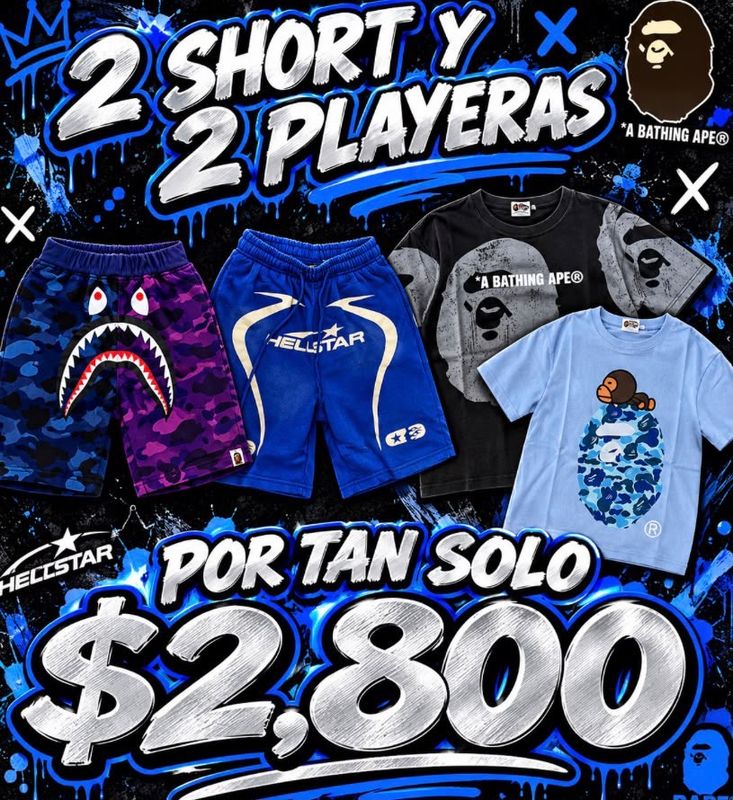 2 SHORT Y
2 PLAYERAS
*A BATHING APE®
*A BATHING APE®
HELLSTAR
®
HELLSTAR
POR TAN SOLO
$2,800